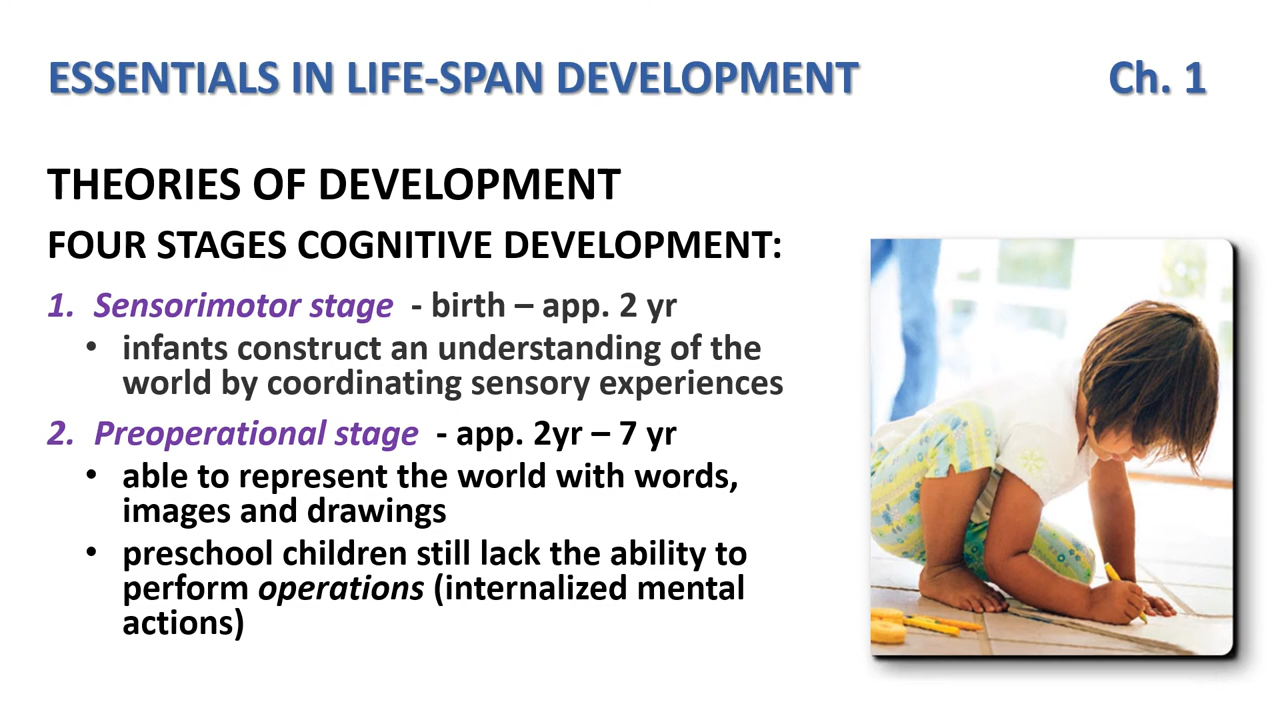 ESSENTIALS IN LIFE-SPAN DEVELOPMENT Ch. 1
THEORIES OF DEVELOPMENT
FOUR STAGES COGNITIVE DEVELOPMENT:
1. Sensorimotor stage - birth – app. 2 yr
• infants construct an understanding of the
world by coordinating sensory experiences
2. Preoperational stage - app. 2yr – 7 yr
• able to represent the world with words,
images and drawings
• preschool children still lack the ability to
perform operations (internalized mental
actions)